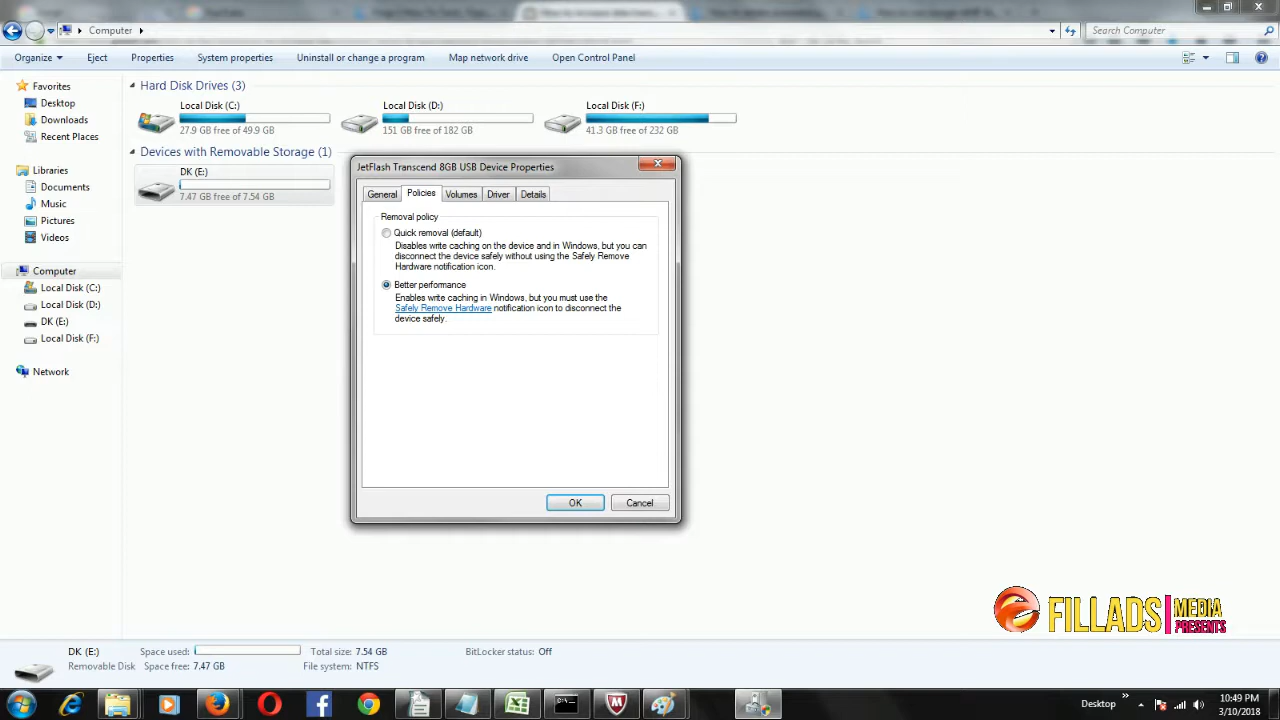 Computer
Search Computer
Organize
Eject
Properties
System properties
Uninstall or change a program
Map network drive
Open Control Panel
Favorites
Desktop
Downloads
Recent Places
Libraries
Documents
Music
Pictures
Videos
Computer
Local Disk (C:)
Local Disk (D:)
DK (E:)
Local Disk (F:)
Network
Hard Disk Drives (3)
Local Disk (C:)
27.9 GB free of 49.9 GB
Local Disk (D:)
151 GB free of 182 GB
Local Disk (F:)
41.3 GB free of 232 GB
Devices with Removable Storage (1)
DK (E:)
7.47 GB free of 7.54 GB
JetFlash Transcend 8GB USB Device Properties
General
Policies
Volumes
Driver
Details
Removal policy
Quick removal (default)
Disables write caching on the device and in Windows, but you can
disconnect the device safely without using the Safely Remove
Hardware notification icon.
Better performance
Enables write caching in Windows, but you must use the
Safely Remove Hardware notification icon to disconnect the
device safely.
OK
Cancel
FILLADS
MEDIA
PRESENTS
DK (E:)
Space used:
Total size: 7.54 GB
BitLocker status: Off
Removable Disk
Space free: 7.47 GB
File system: NTFS
Desktop
10:49 PM
3/10/2018